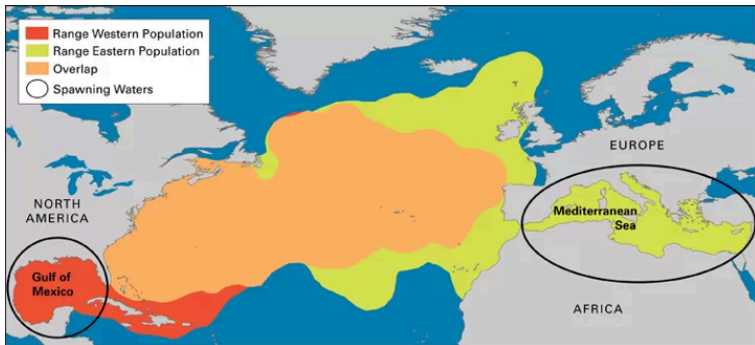 Range Western Population
Range Eastern Population
Overlap
Spawning Waters
EUROPE
NORTH
AMERICA
Mediterranean
Sea
Gulf of
Mexico
AFRICA